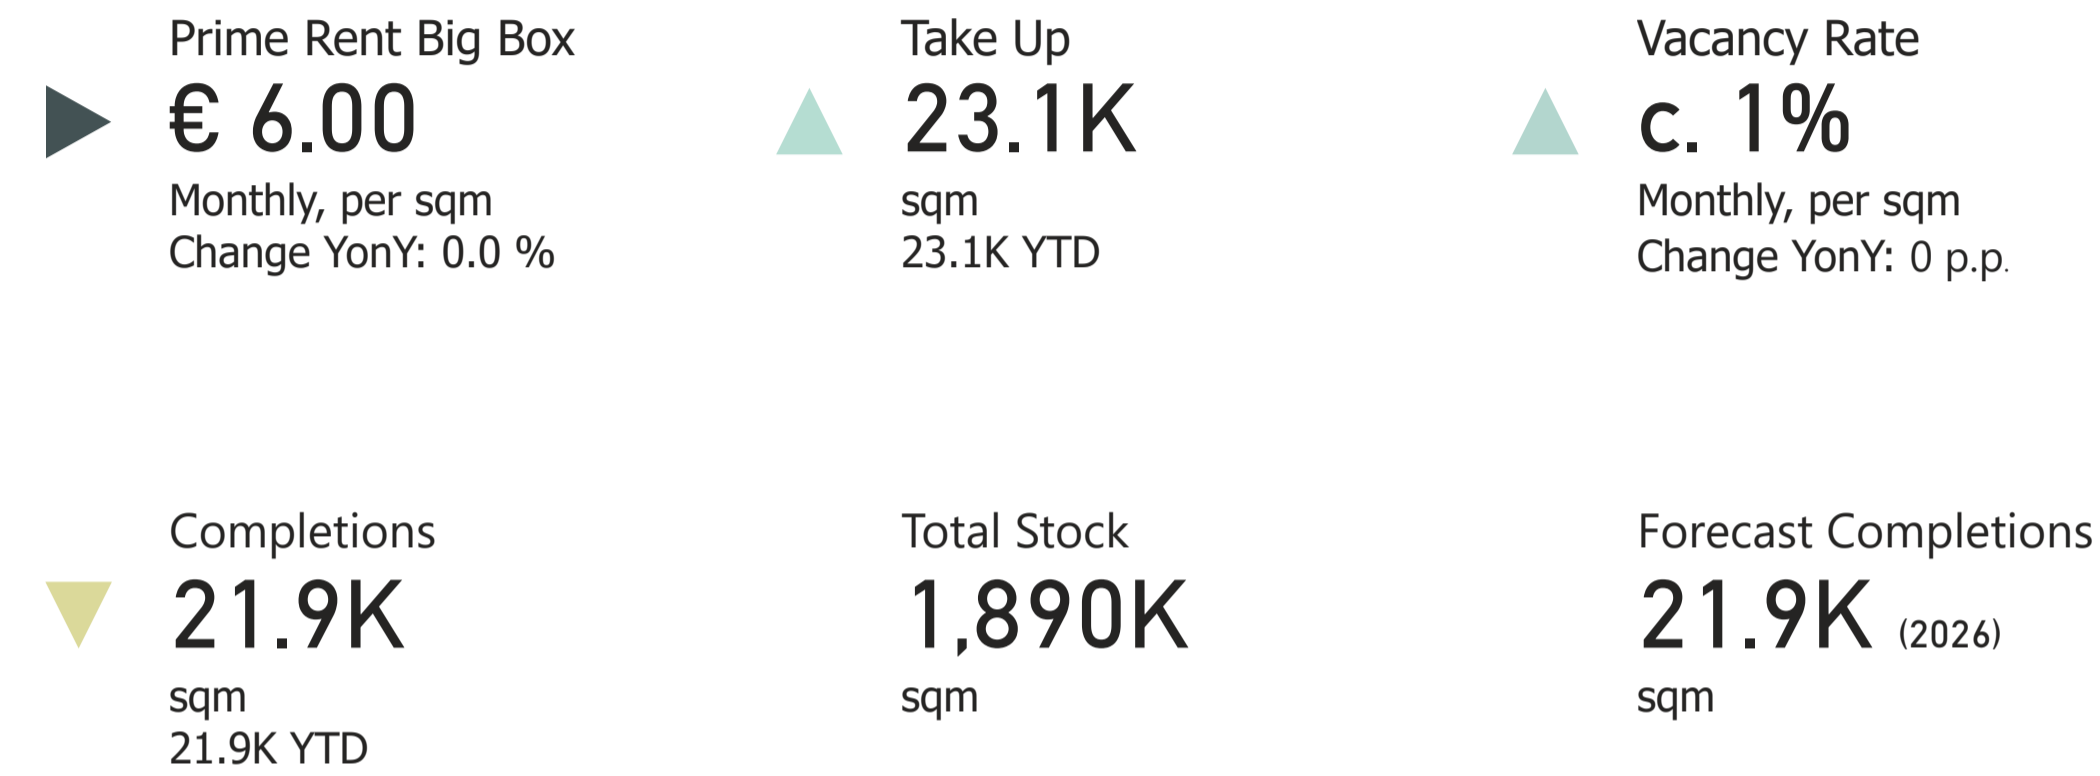 Prime Rent Big Box
€ 6.00
Monthly, per sqm
Change YonY: 0.0 %
Take Up
23.1K
sqm
23.1K YTD
Vacancy Rate
c. 1%
Monthly, per sqm
Change YonY: 0 p.p.
Completions
21.9K
sqm
21.9K YTD
Total Stock
1,890K
sqm
Forecast Completions
21.9K (2026)
sqm